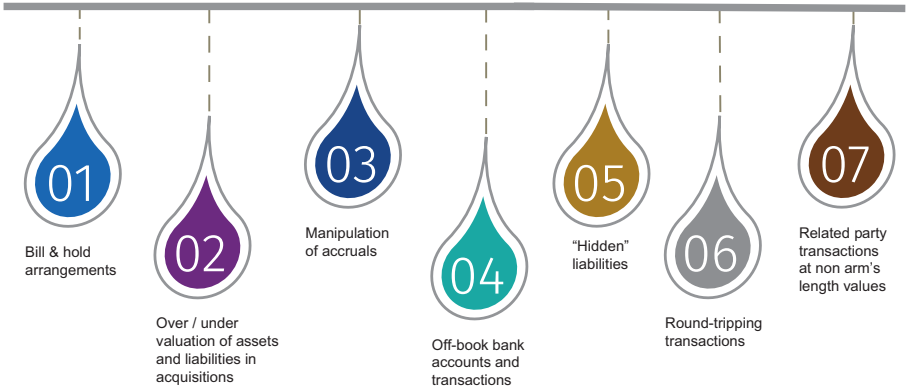 01
Bill & hold
arrangements
02
Over / under
valuation of assets
and liabilities in
acquisitions
03
Manipulation
of accruals
04
Off-book bank
accounts and
transactions
05
“Hidden”
liabilities
06
Round-tripping
transactions
07
Related party
transactions
at non arm’s
length values